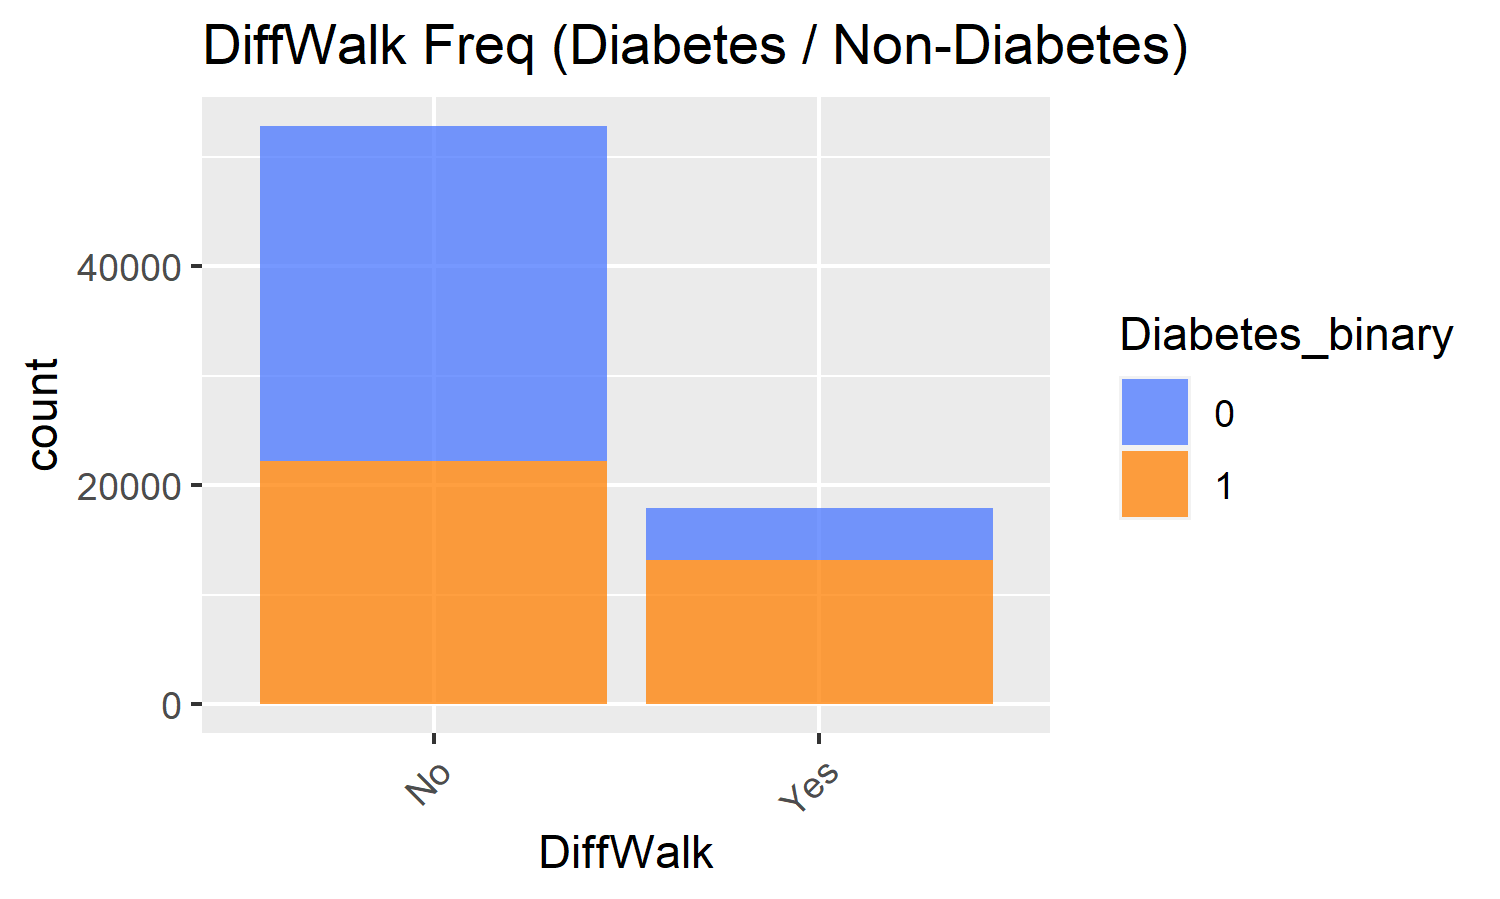 DiffWalk Freq (Diabetes / Non-Diabetes)
count
40000
20000
0
No
Yes
DiffWalk
Diabetes_binary
0
1